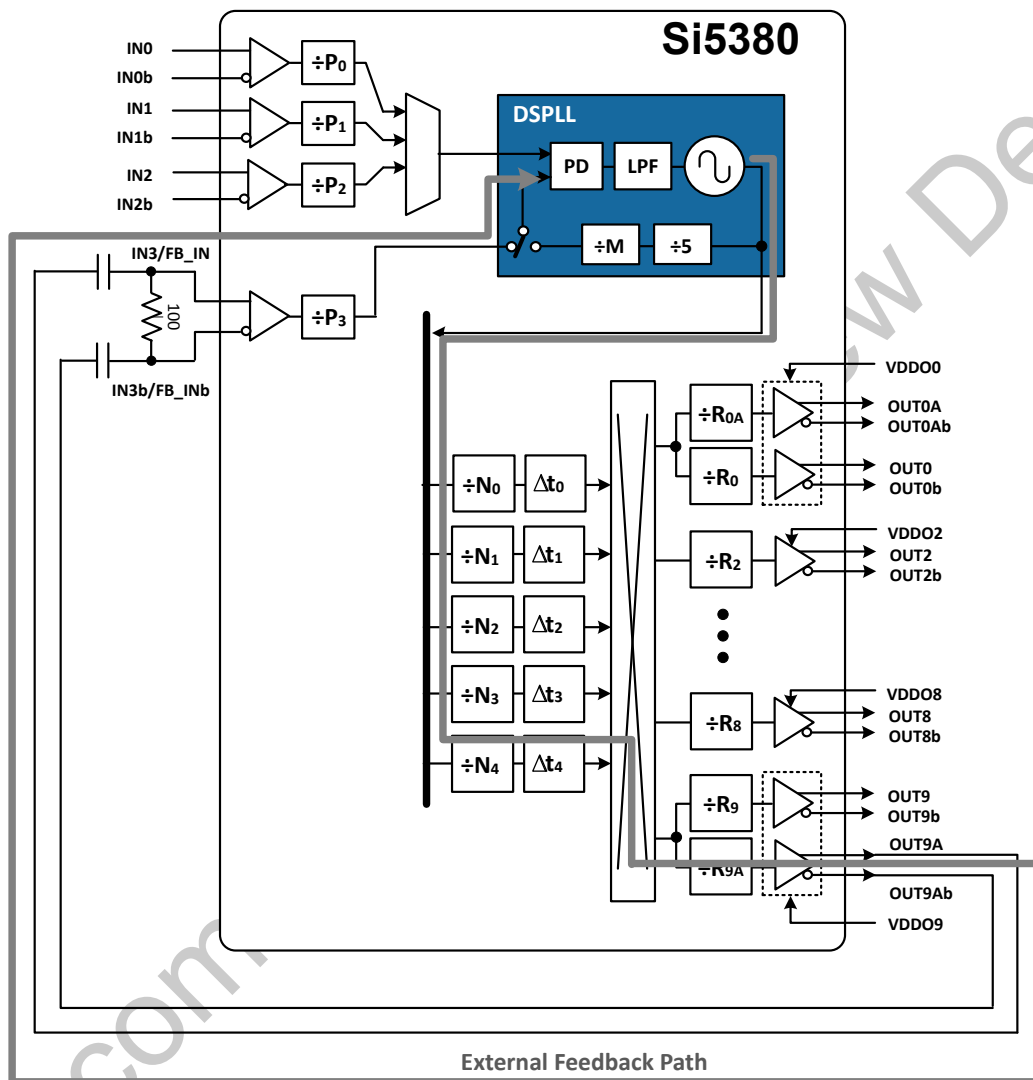 Si5380
IN0
IN0b
÷P0
IN1
IN1b
÷P1
IN2
IN2b
÷P2
DSPLL
PD
LPF
÷M
÷5
IN3/FB_IN
100
IN3b/FB_INb
÷P3
VDDO0
÷R0A
OUT0A
OUT0Ab
÷R0
OUT0
OUT0b
÷N0
Δt0
VDDO2
÷N1
Δt1
÷R2
OUT2
OUT2b
÷N2
Δt2
÷N3
Δt3
VDDO8
÷R8
OUT8
OUT8b
÷N4
Δt4
÷R9
OUT9
OUT9b
OUT9A
÷R9A
OUT9Ab
VDDO9
External Feedback Path
com
w De